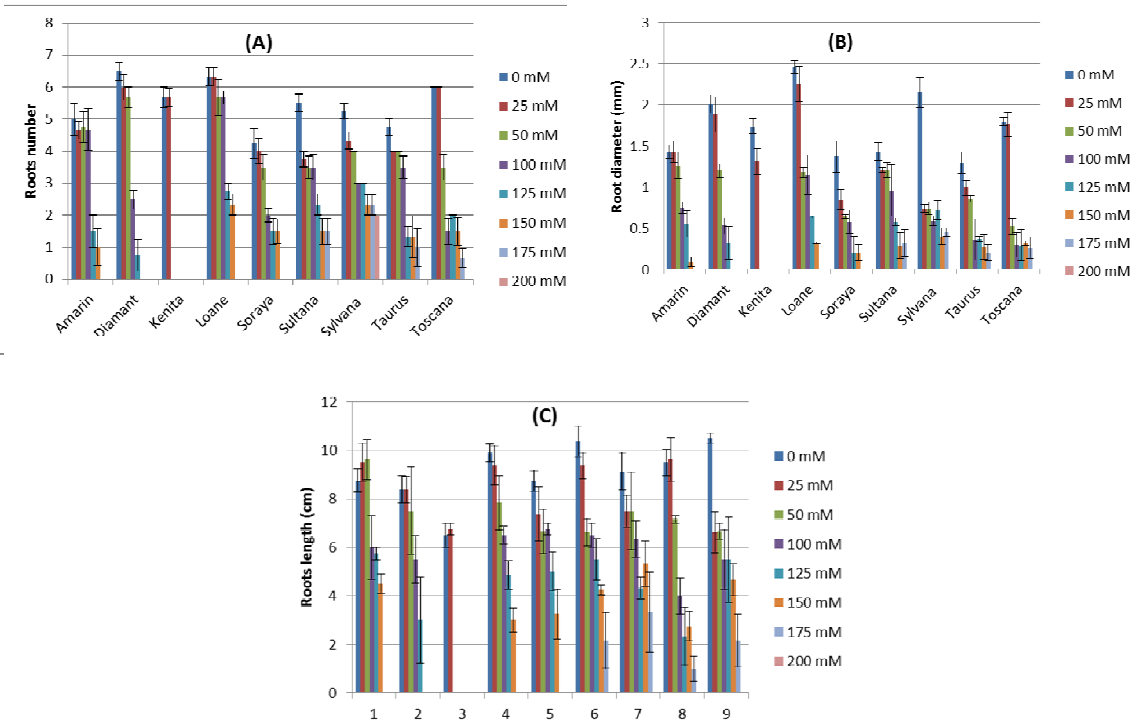 (A)
Roots number
8
7
6
5
4
3
2
1
0
Amarin
Diamant
Kenita
Loane
Soraya
Sultana
Sylvana
Taurus
Toscana
0 mM
25 mM
50 mM
100 mM
125 mM
150 mM
175 mM
200 mM
(B)
Root diameter (mm)
3
2.5
2
1.5
1
0.5
0
Amarin
Diamant
Kenita
Loane
Soraya
Sultana
Sylvana
Taurus
Toscana
0 mM
25 mM
50 mM
100 mM
125 mM
150 mM
175 mM
200 mM
(C)
Roots length (cm)
12
10
8
6
4
2
0
1 2 3 4 5 6 7 8 9
0 mM
25 mM
50 mM
100 mM
125 mM
150 mM
175 mM
200 mM